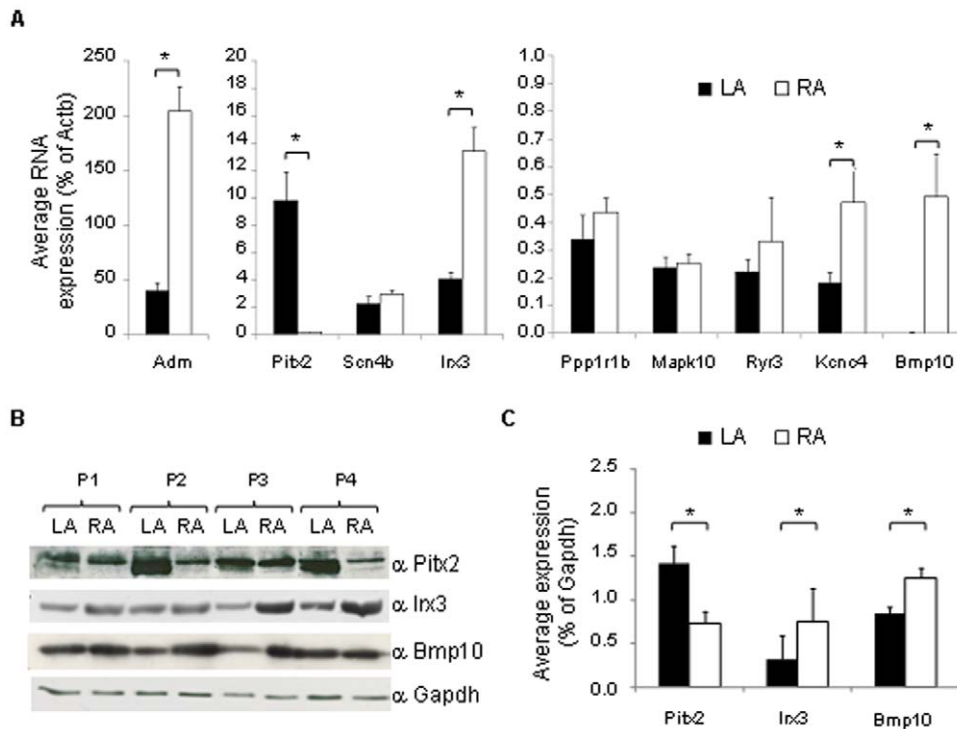 A
Average RNA
expression (% of Actb)
250
200
150
100
50
0
*
Adm
20
18
16
14
12
10
8
6
4
2
0
*
*
Pitx2 Scn4b Irx3
1.0
0.9
0.8
0.7
0.6
0.5
0.4
0.3
0.2
0.1
0.0
LA RA
*
*
Ppp1r1b Mapk10 Ryr3 Kcnc4 Bmp10
B
P1 P2 P3 P4
LA RA LA RA LA RA LA RA
α Pitx2
α Irx3
α Bmp10
α Gapdh
C
LA RA
Average expression
(% of Gapdh)
2.5
2.0
1.5
1.0
0.5
0.0
* * *
Pitx2 Irx3 Bmp10